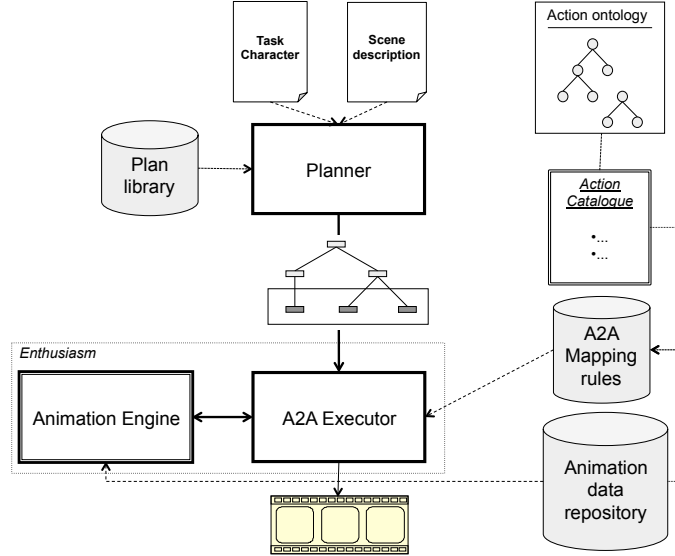 Task
Character
Scene
description
Action ontology
Plan
library
Planner
Action
Catalogue
•...
•...
A2A
Mapping
rules
Enthusiasm
Animation Engine
A2A Executor
Animation
data
repository